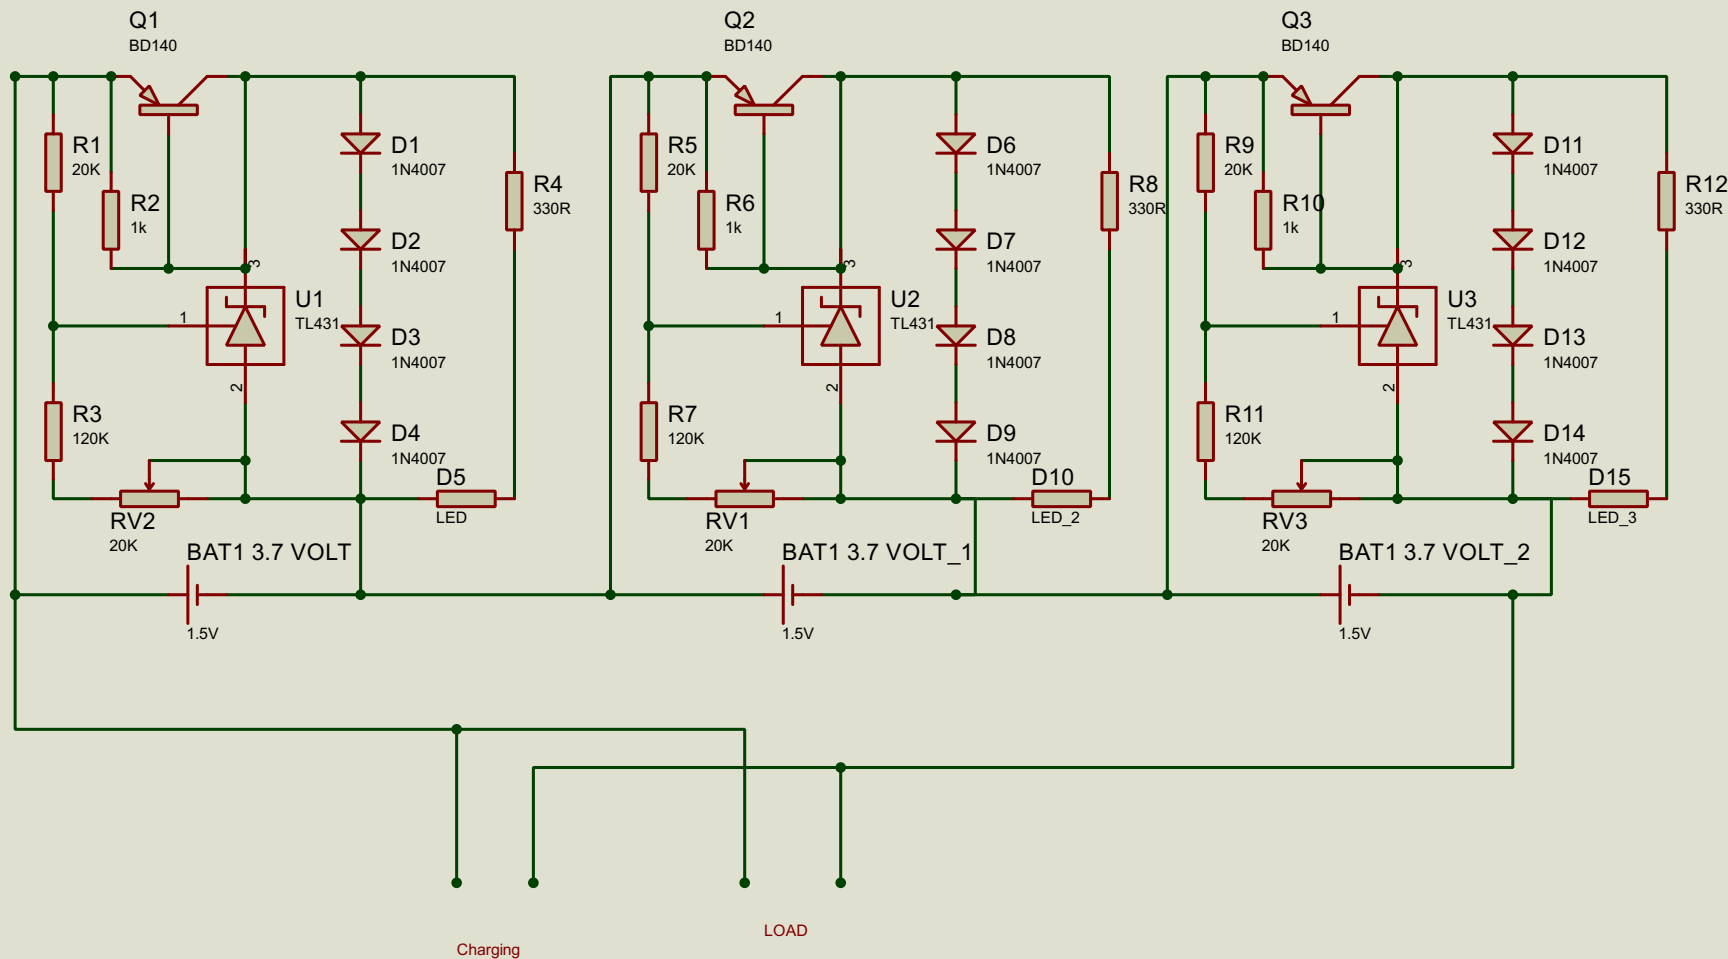 Q1
BD140
Q2
BD140
Q3
BD140
R1
20K
R2
1k
D1
1N4007
R4
330R
D2
1N4007
3
U1
TL431
1
2
D3
1N4007
R3
120K
D4
1N4007
D5
LED
RV2
20K
BAT1 3.7 VOLT
1.5V
R5
20K
R6
1k
D6
1N4007
R8
330R
D7
1N4007
3
U2
TL431
1
2
D8
1N4007
R7
120K
D9
1N4007
D10
LED_2
RV1
20K
BAT1 3.7 VOLT_1
1.5V
R9
20K
R10
1k
D11
1N4007
R12
330R
D12
1N4007
3
U3
TL431
1
2
D13
1N4007
R11
120K
D14
1N4007
D15
LED_3
RV3
20K
BAT1 3.7 VOLT_2
1.5V
LOAD
Charging